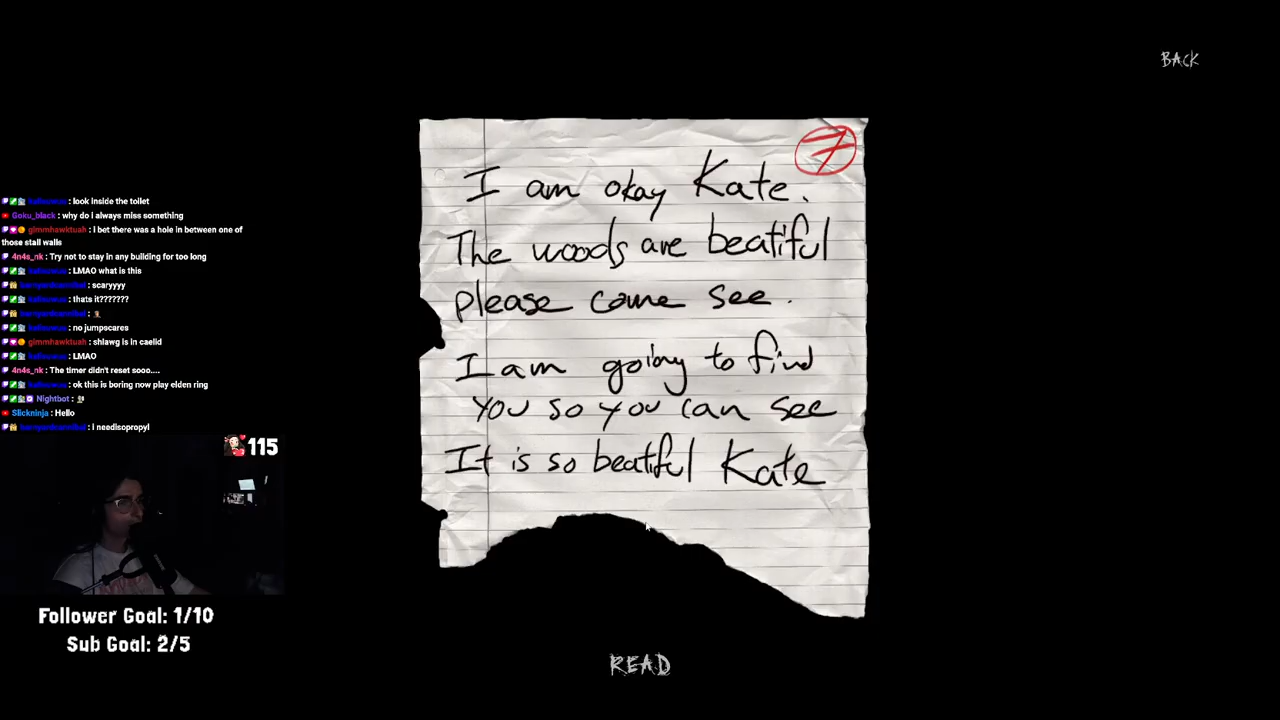 BACK
7
I am okay Kate.
The woods are beatiful
please come see.
I am going to find
you so you can see
It is so beatiful Kate
READ
: look inside the toilet
Goku_black : why do i always miss something
gimmhawktuah : I bet there was a hole in between one of
those stall walls
4n4s_nk : Try not to stay in any building for too long
: LMAO what is this
: scaryyyy
: thats it???????
:
: no jumpscares
gimmhawktuah : shlawg is in caelid
: LMAO
4n4s_nk : The timer didn't reset sooo....
: ok this is boring now play elden ring
Nightbot :
Slickninja : Hello
: i needisopropyl
115
Follower Goal: 1/10
Sub Goal: 2/5